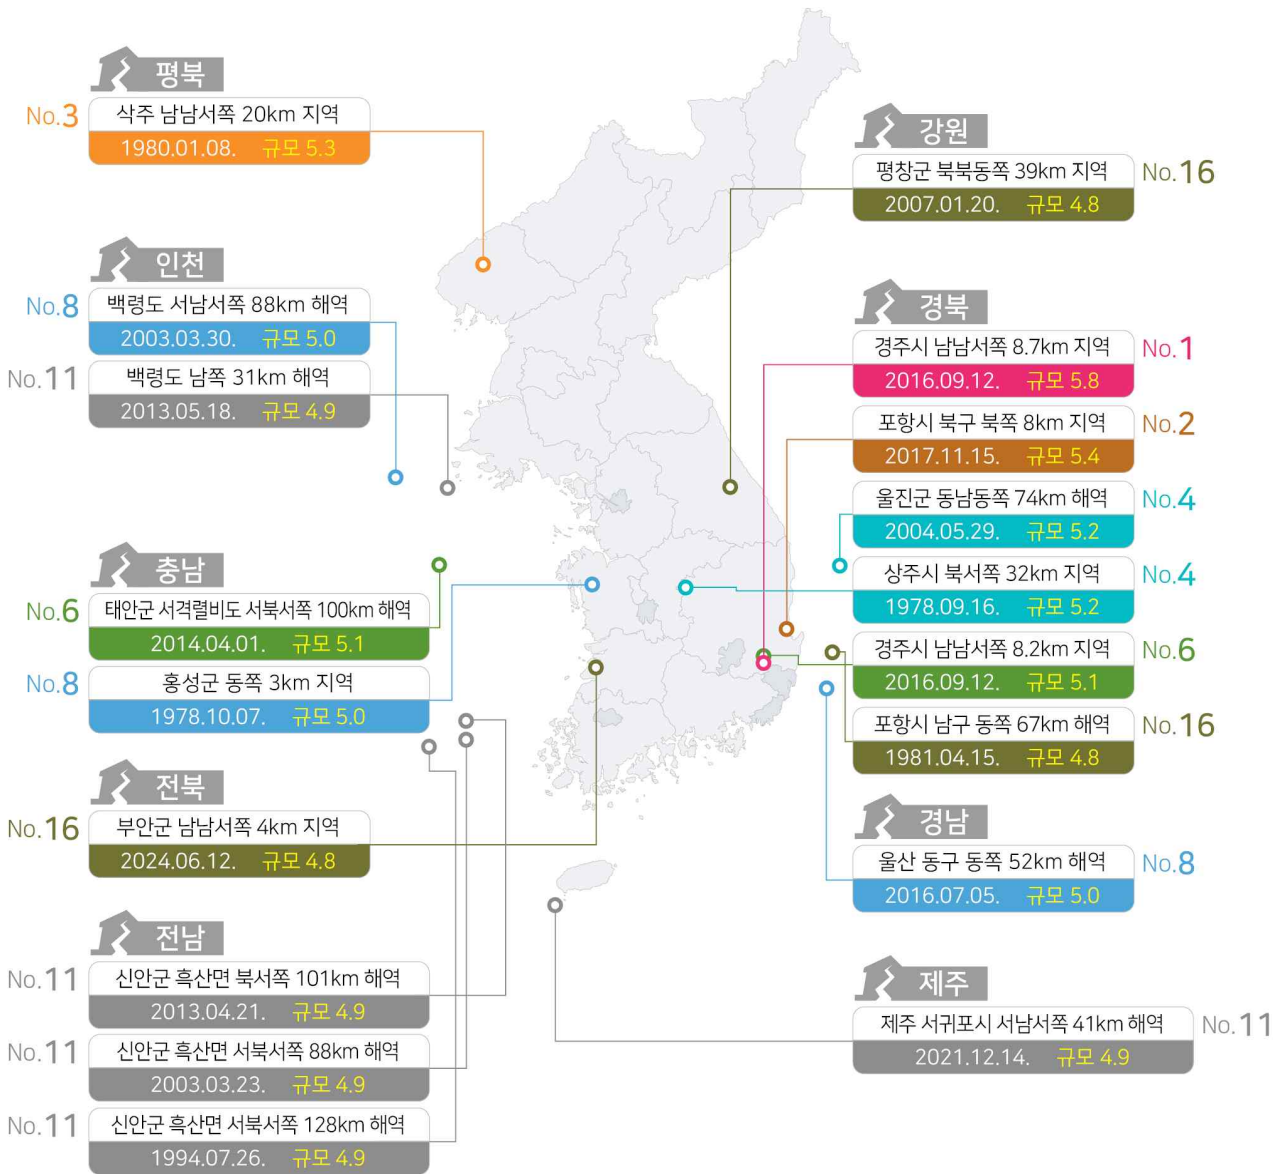 평북
No.3
삭주 남남서쪽 20km 지역
1980.01.08. 규모 5.3
인천
No.8
백령도 서남서쪽 88km 해역
2003.03.30. 규모 5.0
No.11
백령도 남쪽 31km 해역
2013.05.18. 규모 4.9
충남
No.6
태안군 서격렬비도 서북서쪽 100km 해역
2014.04.01. 규모 5.1
No.8
홍성군 동쪽 3km 지역
1978.10.07. 규모 5.0
전북
No.16
부안군 남남서쪽 4km 지역
2024.06.12. 규모 4.8
전남
No.11
신안군 흑산면 북서쪽 101km 해역
2013.04.21. 규모 4.9
No.11
신안군 흑산면 서북서쪽 88km 해역
2003.03.23. 규모 4.9
No.11
신안군 흑산면 서북서쪽 128km 해역
1994.07.26. 규모 4.9
강원
평창군 북북동쪽 39km 지역
No.16
2007.01.20. 규모 4.8
경북
경주시 남남서쪽 8.7km 지역
No.1
2016.09.12. 규모 5.8
포항시 북구 북쪽 8km 지역
No.2
2017.11.15. 규모 5.4
울진군 동남동쪽 74km 해역
No.4
2004.05.29. 규모 5.2
상주시 북서쪽 32km 지역
No.4
1978.09.16. 규모 5.2
경주시 남남서쪽 8.2km 지역
No.6
2016.09.12. 규모 5.1
포항시 남구 동쪽 67km 해역
No.16
1981.04.15. 규모 4.8
경남
울산 동구 동쪽 52km 해역
No.8
2016.07.05. 규모 5.0
제주
제주 서귀포시 서남서쪽 41km 해역
No.11
2021.12.14. 규모 4.9